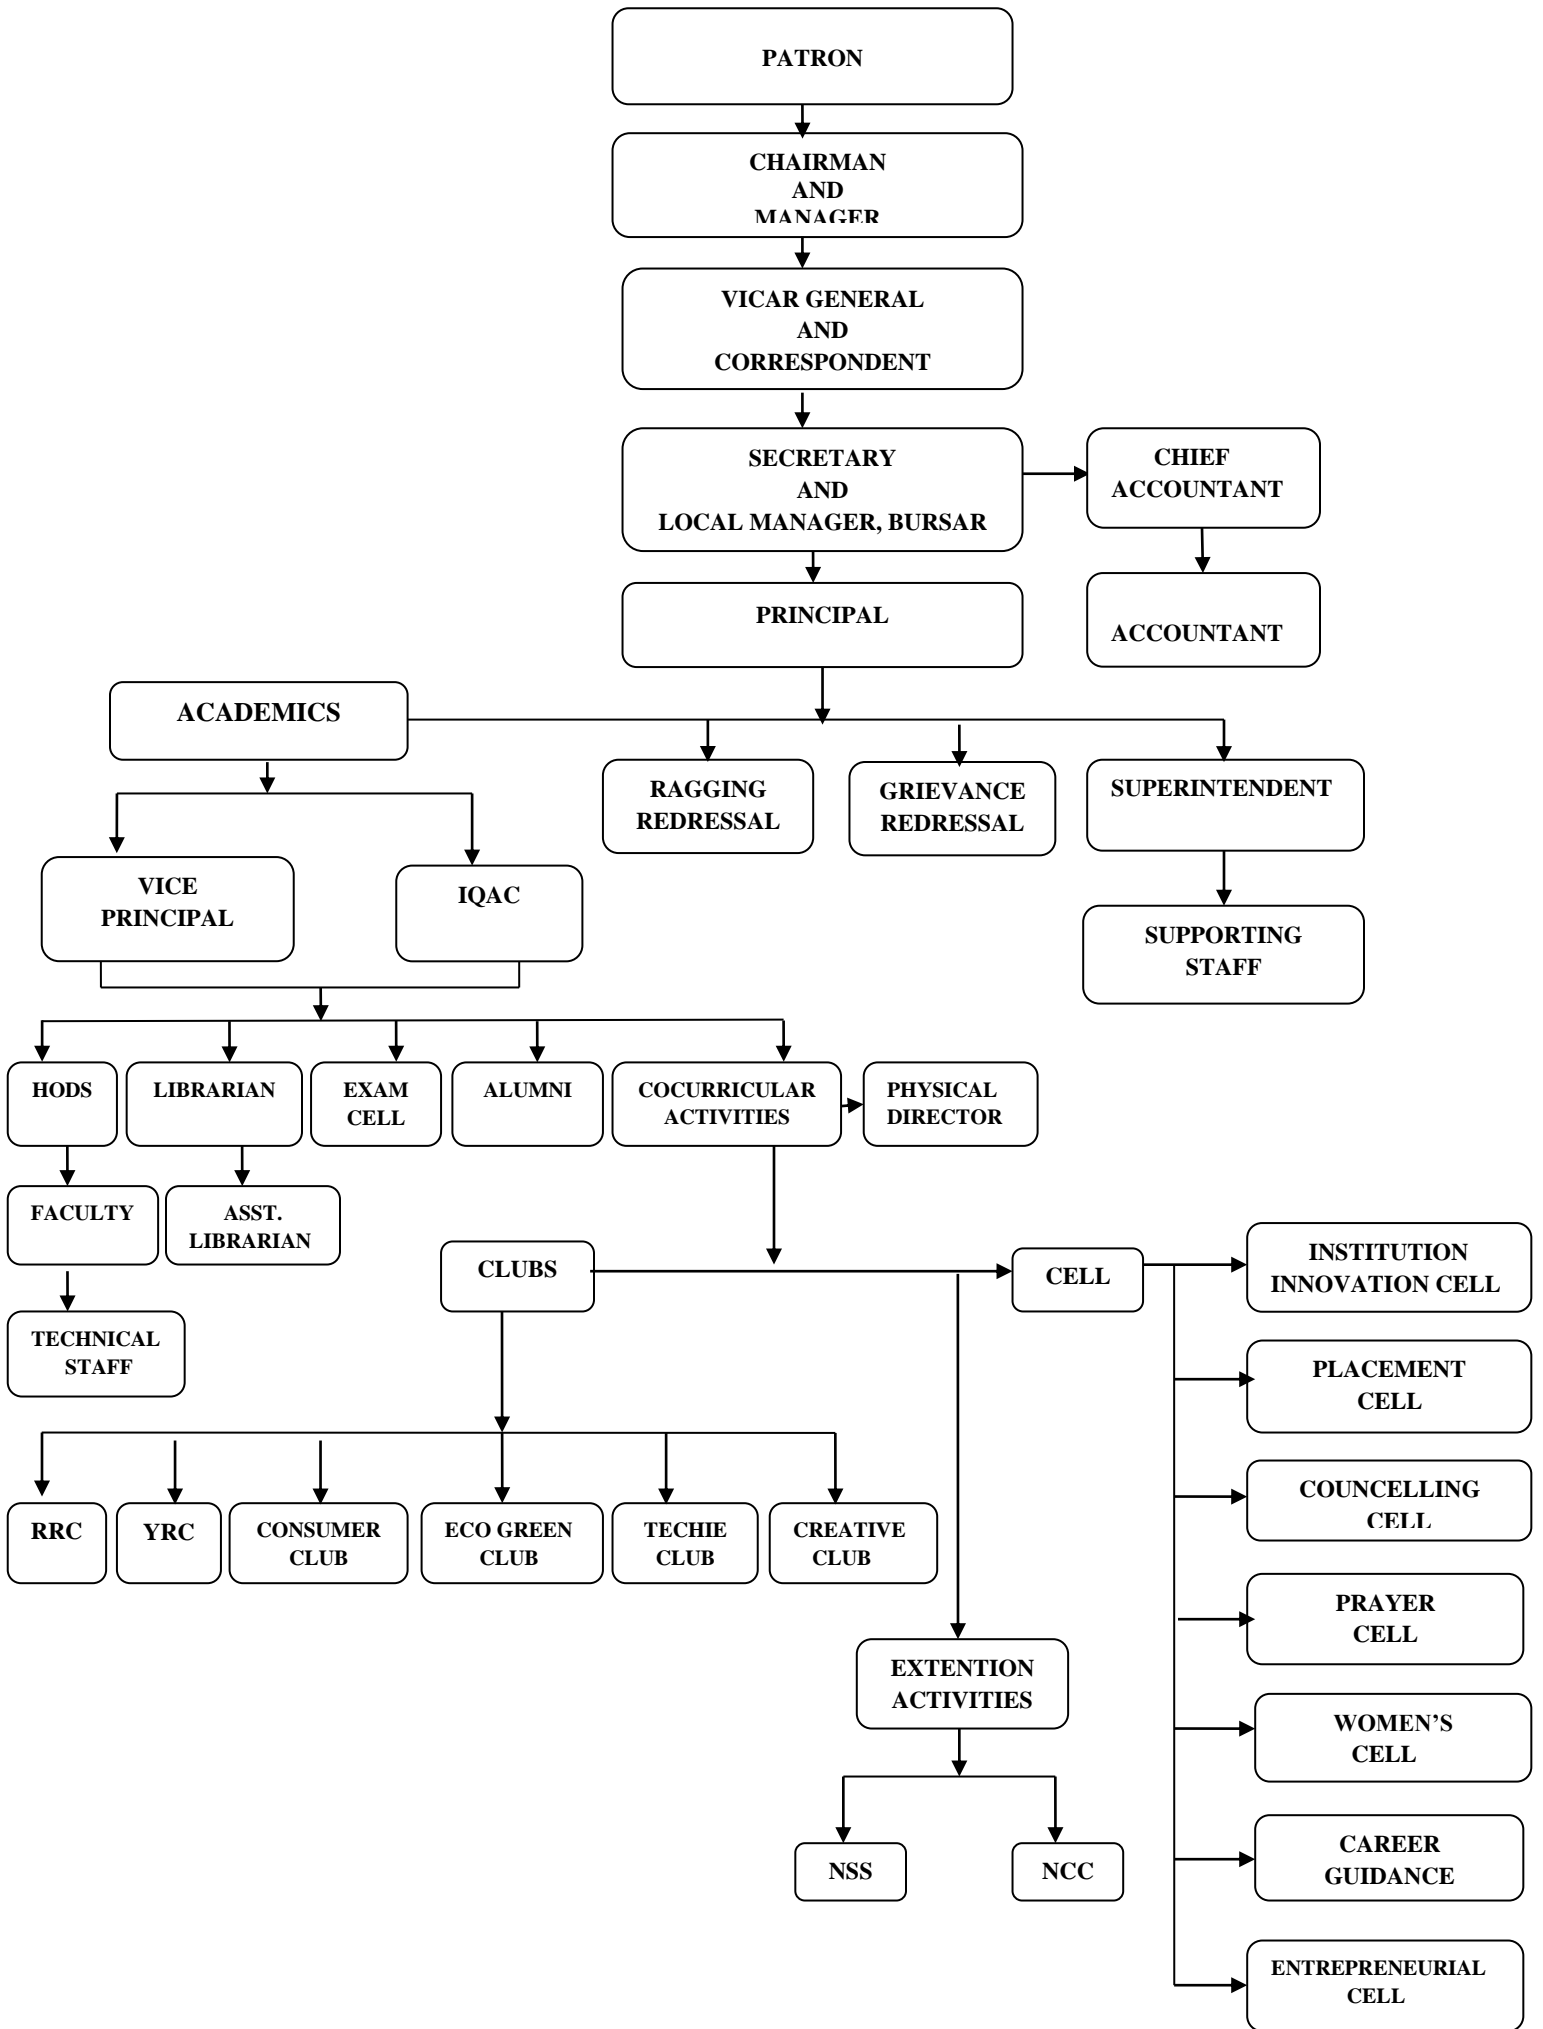 PATRON
CHAIRMAN
AND
MANAGER
VICAR GENERAL
AND
CORRESPONDENT
SECRETARY
AND
LOCAL MANAGER, BURSAR
CHIEF
ACCOUNTANT
PRINCIPAL
ACCOUNTANT
ACADEMICS
RAGGING
REDRESSAL
GRIEVANCE
REDRESSAL
SUPERINTENDENT
VICE
PRINCIPAL
IQAC
SUPPORTING
STAFF
HODS
LIBRARIAN
EXAM
CELL
ALUMNI
COCURRICULAR
ACTIVITIES
PHYSICAL
DIRECTOR
FACULTY
ASST.
LIBRARIAN
CLUBS
CELL
INSTITUTION
INNOVATION CELL
TECHNICAL
STAFF
PLACEMENT
CELL
COUNCELLING
CELL
RRC
YRC
CONSUMER
CLUB
ECO GREEN
CLUB
TECHIE
CLUB
CREATIVE
CLUB
PRAYER
CELL
EXTENTION
ACTIVITIES
WOMEN’S
CELL
NSS
NCC
CAREER
GUIDANCE
ENTREPRENEURIAL
CELL